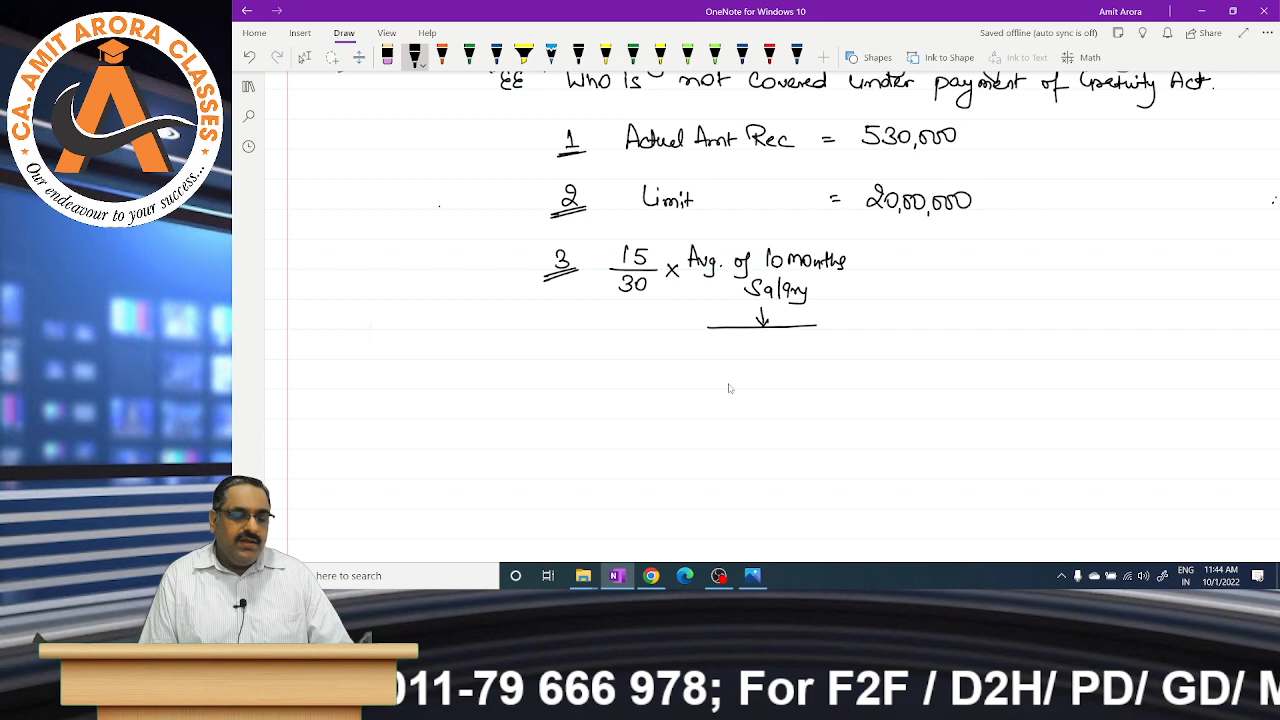 OneNote for Windows 10
Amit Arora
Home Insert Draw View Help
Saved offline (auto sync is off)
Share
Shapes
Ink to Shape
Ink to Text
Math
CA. AMIT ARORA CLASSES
Our endeavour to your success...
EE Who is not Covered under payment of Gratuity Act.
1 Actual Amt Rec = 530,000
2 Limit = 20,00,000
3 15/30 × Avg. of 10 months
Salary
↓
here to search
ENG
IN
11:44 AM
10/1/2022
011-79 666 978; For F2F / D2H/ PD/ GD/ M